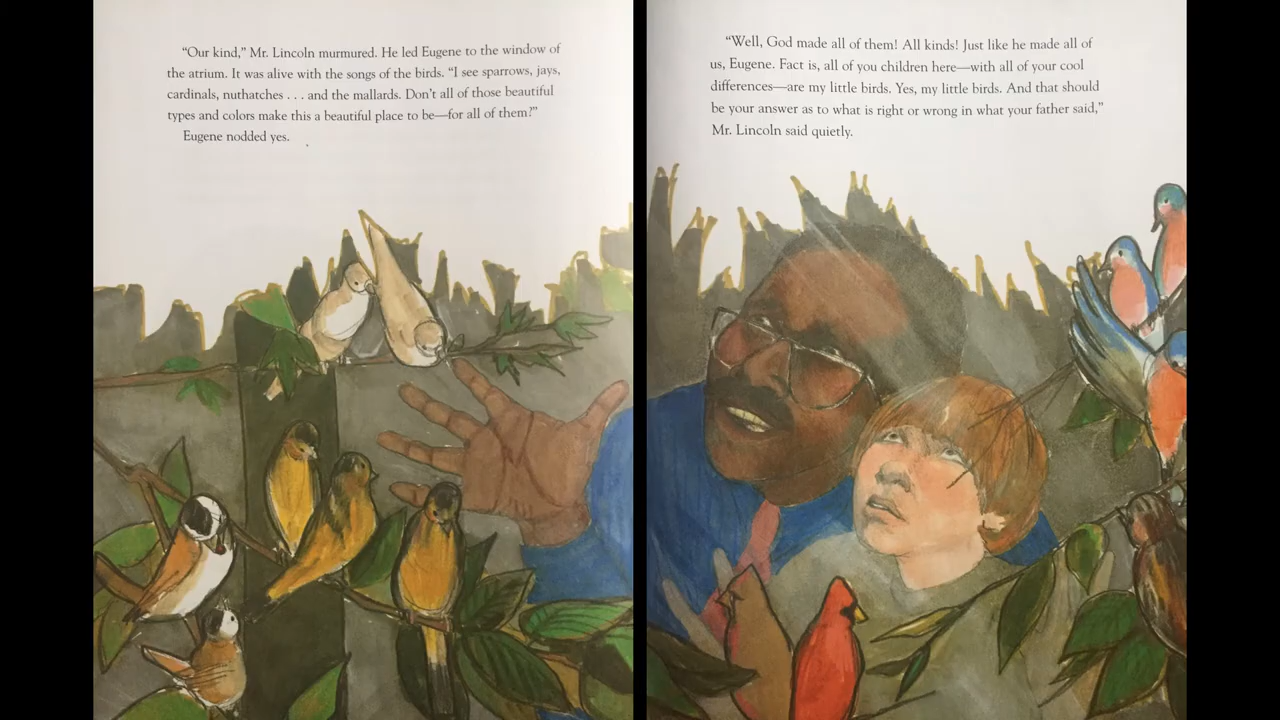 “Our kind,” Mr. Lincoln murmured. He led Eugene to the window of
the atrium. It was alive with the songs of the birds. “I see sparrows, jays,
cardinals, nuthatches . . . and the mallards. Don’t all of those beautiful
types and colors make this a beautiful place to be—for all of them?”
Eugene nodded yes.
“Well, God made all of them! All kinds! Just like he made all of
us, Eugene. Fact is, all of you children here—with all of your cool
differences—are my little birds. Yes, my little birds. And that should
be your answer as to what is right or wrong in what your father said,”
Mr. Lincoln said quietly.